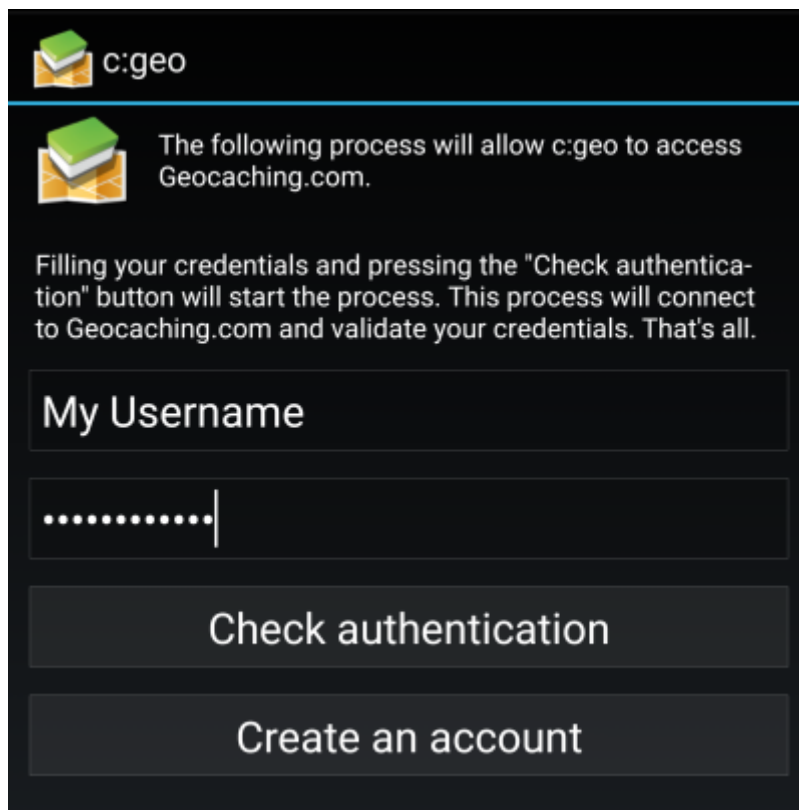 c:geo
The following process will allow c:geo to access
Geocaching.com.
Filling your credentials and pressing the "Check authentica-
tion" button will start the process. This process will connect
to Geocaching.com and validate your credentials. That's all.
My Username
••••••••••••
Check authentication
Create an account